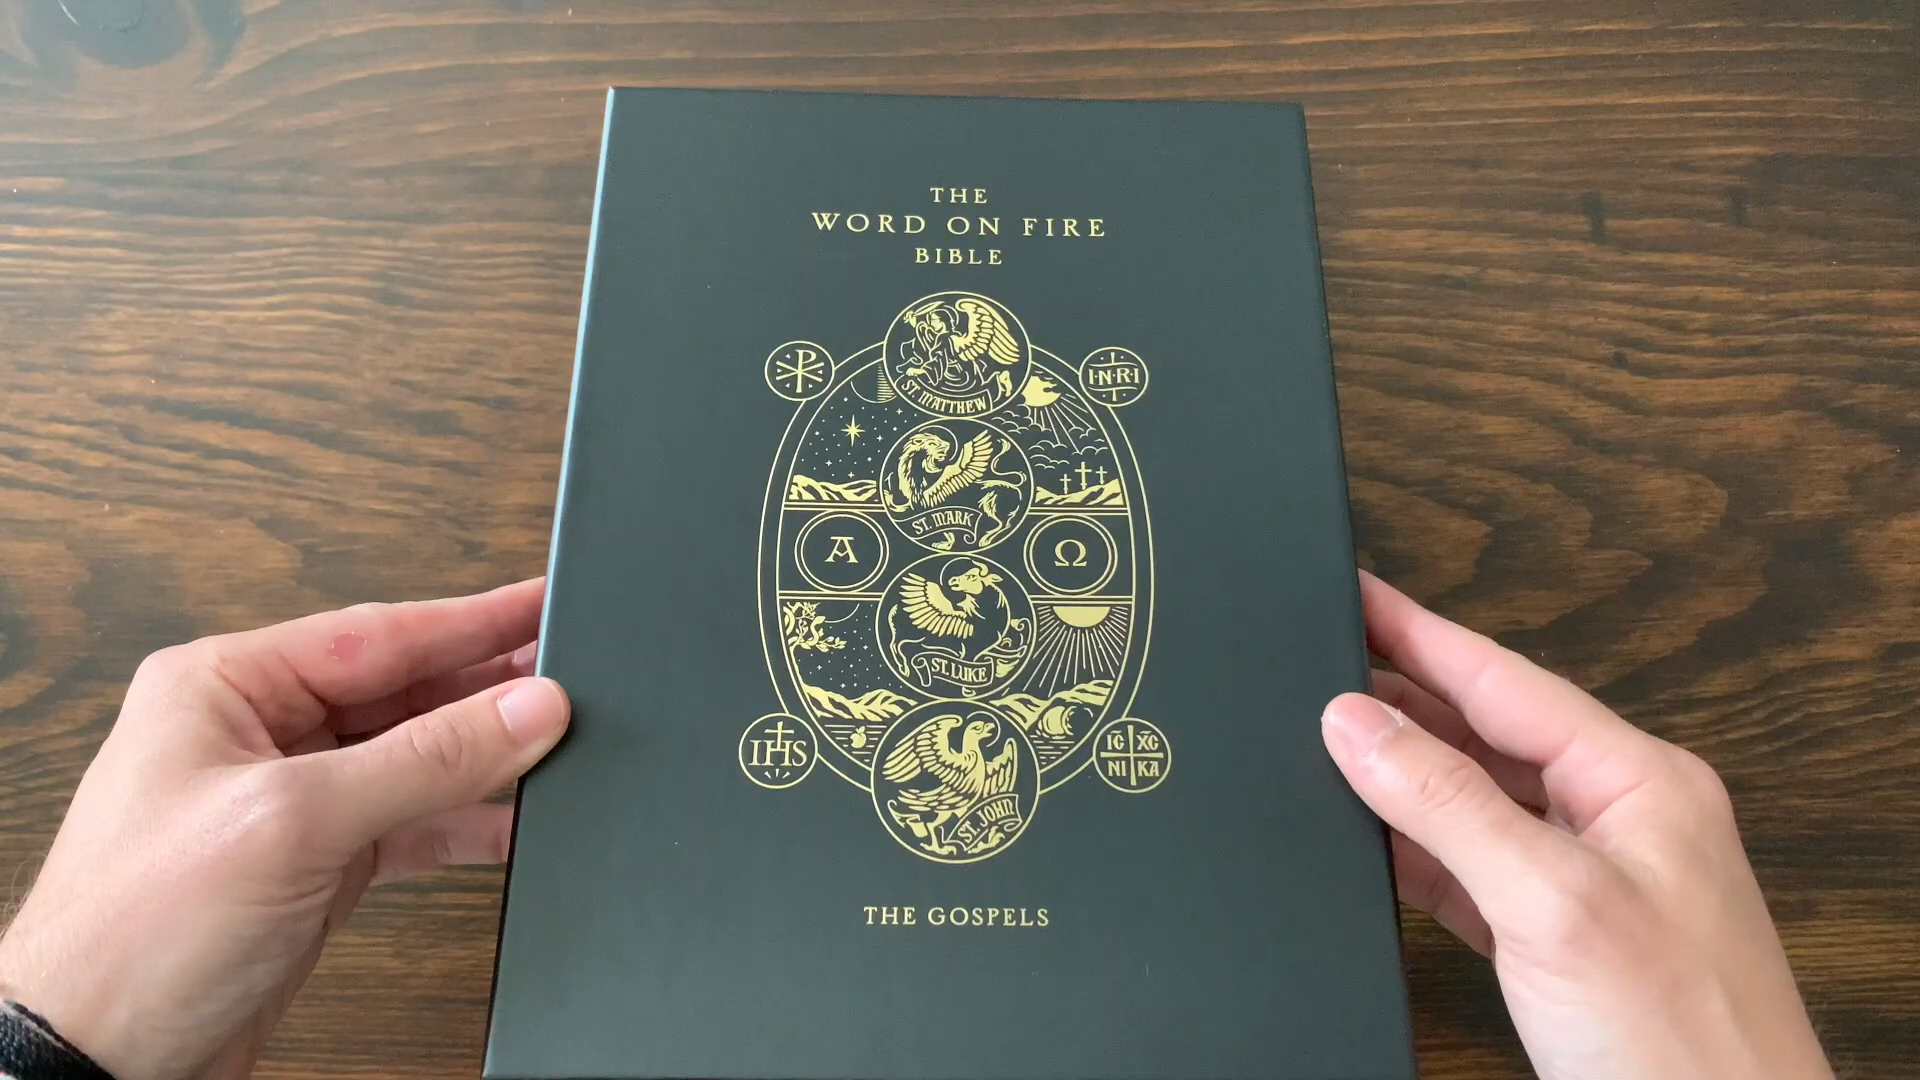 THE
WORD ON FIRE
BIBLE
ST. MATTHEW
I·N·R·I
ST. MARK
Α Ω
ST. LUKE
IHS
IC XC
NI KA
ST. JOHN
THE GOSPELS